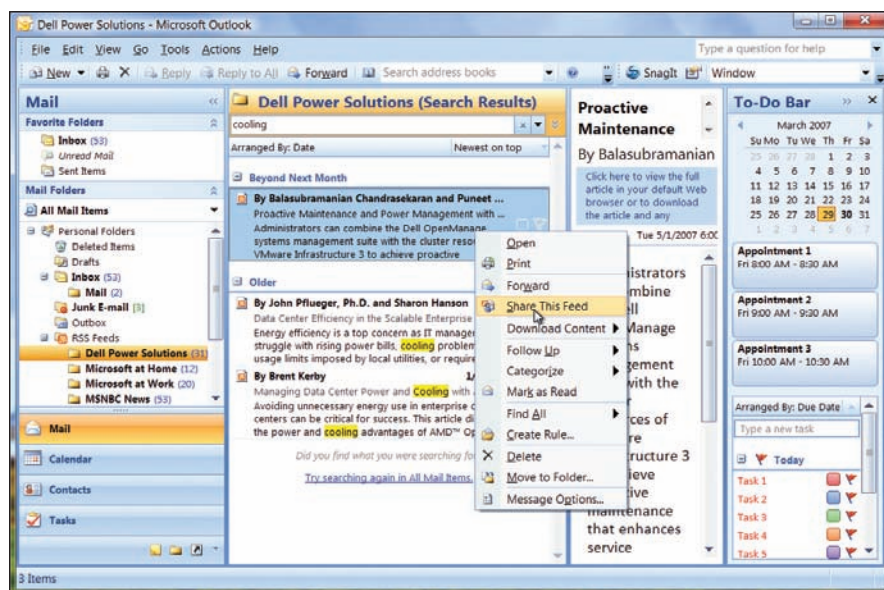 Dell Power Solutions - Microsoft Outlook
File Edit View Go Tools Actions Help
Type a question for help
New Reply Reply to All Forward Search address books SnagIt Window
Mail
Favorite Folders
Inbox (53)
Unread Mail
Sent Items
Mail Folders
All Mail Items
Personal Folders
Deleted Items
Drafts
Inbox (53)
Mail (2)
Junk E-mail [3]
Outbox
RSS Feeds
Dell Power Solutions (31)
Microsoft at Home (12)
Microsoft at Work (20)
MSNBC News (53)
Mail
Calendar
Contacts
Tasks
3 Items
Dell Power Solutions (Search Results)
cooling
Arranged By: Date Newest on top
Beyond Next Month
By Balasubramanian Chandrasekaran and Puneet ...
Proactive Maintenance and Power Management with ...
Administrators can combine the Dell OpenManage
systems management suite with the cluster
VMware Infrastructure 3 to achieve proactive
Older
By John Pflueger, Ph.D. and Sharon Hanson
Data Center Efficiency in the Scalable Enterprise
Energy efficiency is a top concern as IT
struggle with rising power bills, cooling
usage limits imposed by local utilities, or
By Brent Kerby 1/
Managing Data Center Power and Cooling with
Avoiding unnecessary energy use in enterprise
centers can be critical for success. This article
the power and cooling advantages of AMD™
Did you find what you were searching
Try searching again in All Mail Items.
Open
Print
Forward
Share This Feed
Download Content
Follow Up
Categorize
Mark as Read
Find All
Create Rule...
Delete
Move to Folder...
Message Options...
Proactive
Maintenance
By Balasubramanian
Click here to view the full
article in your default Web
browser or to download
the article and any
Tue 5/1/2007 6:00
istrators
mbine
ll
Manage
ns
gement
with the
r
rces of
re
tructure 3
ieve
tive
maintenance
that enhances
service
To-Do Bar
March 2007
Su Mo Tu We Th Fr Sa
25 26 27 28 1 2 3
4 5 6 7 8 9 10
11 12 13 14 15 16 17
18 19 20 21 22 23 24
25 26 27 28 29 30 31
1 2 3 4 5 6 7
Appointment 1
Fri 8:00 AM - 8:30 AM
Appointment 2
Fri 9:00 AM - 9:30 AM
Appointment 3
Fri 10:00 AM - 10:30 AM
Arranged By: Due Date
Type a new task
Today
Task 1
Task 2
Task 3
Task 4
Task 5